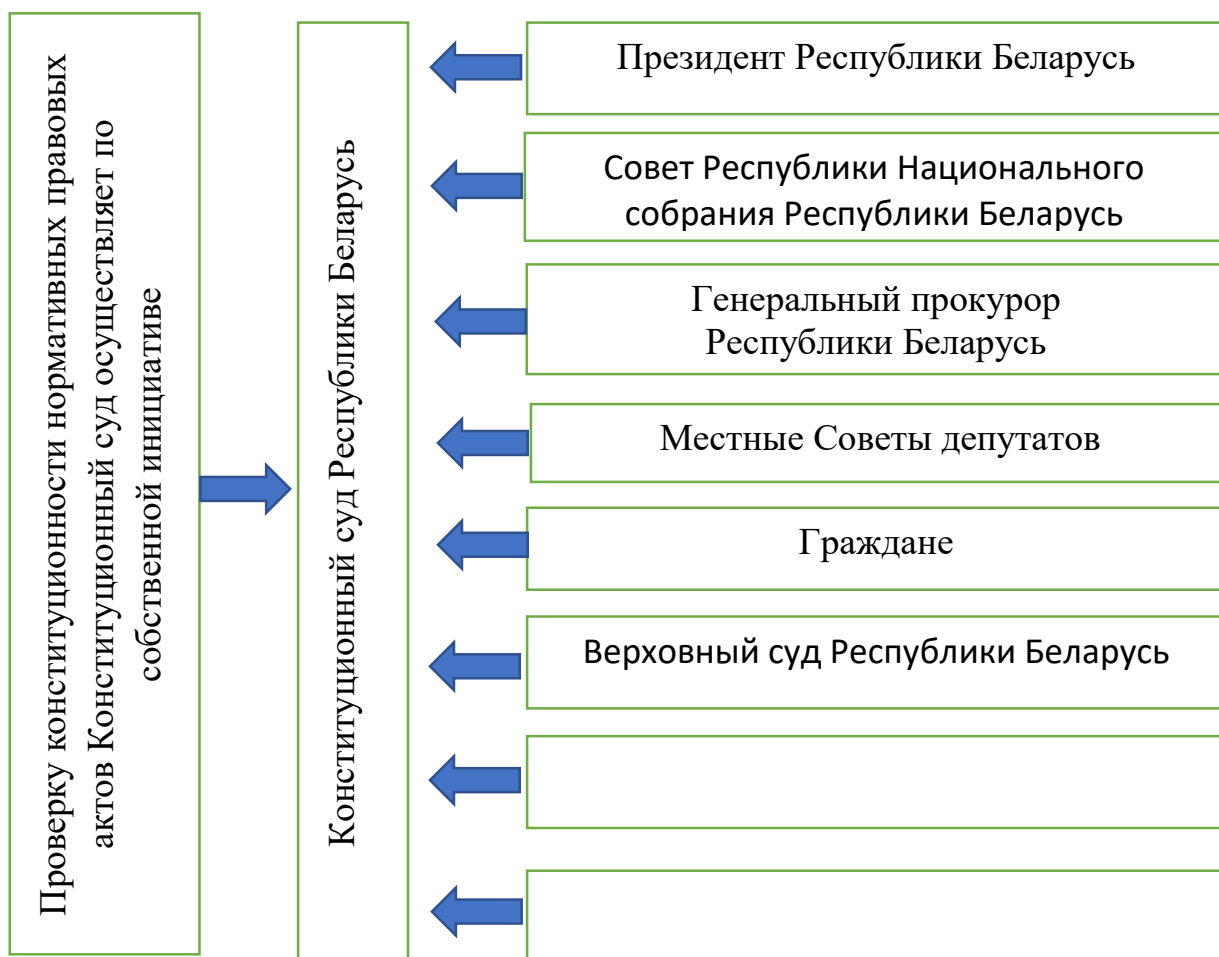 Проверку конституционности нормативных правовых
актов Конституционный суд осуществляет по
собственной инициативе
Конституционный суд Республики Беларусь
Президент Республики Беларусь
Совет Республики Национального
собрания Республики Беларусь
Генеральный прокурор
Республики Беларусь
Местные Советы депутатов
Граждане
Верховный суд Республики Беларусь